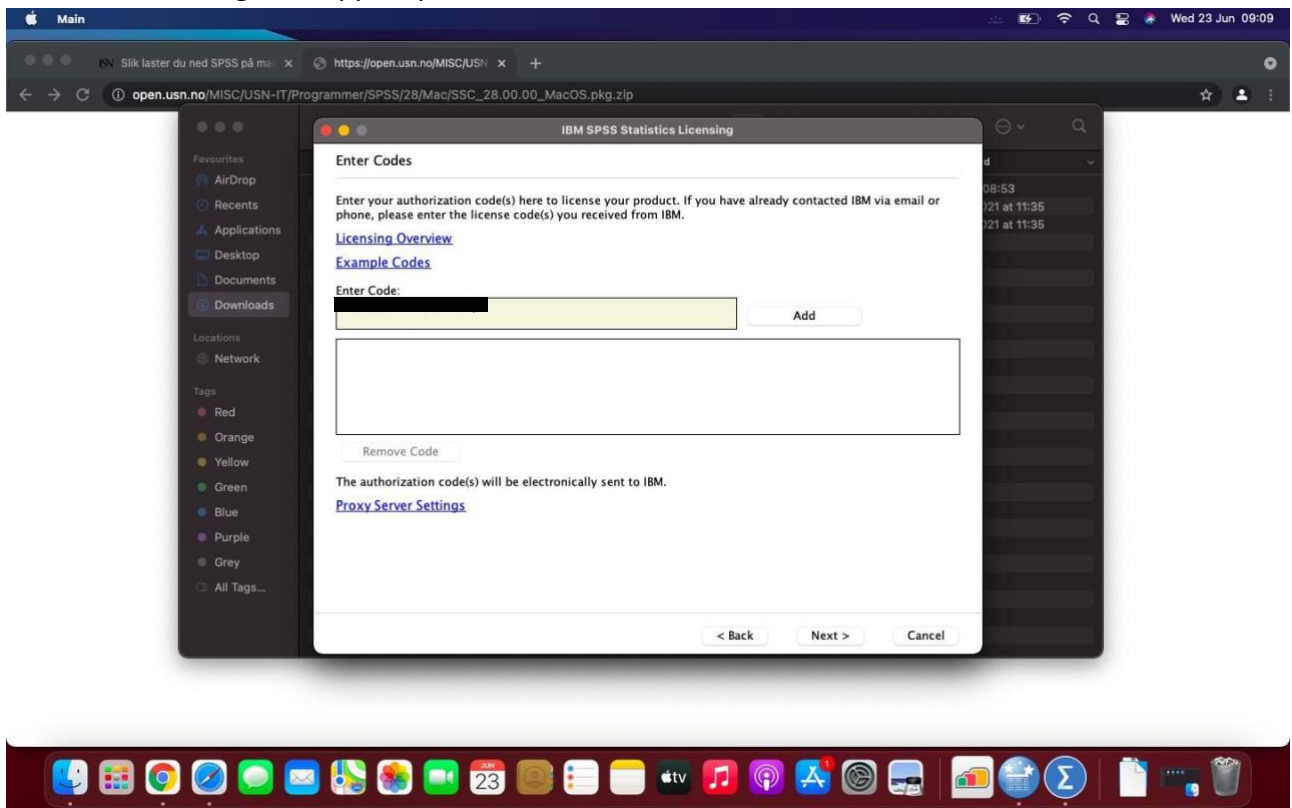 Main
Wed 23 Jun 09:09
Slik laster du ned SPSS på mac
https://open.usn.no/MISC/USN
open.usn.no/MISC/USN-IT/Programmer/SPSS/28/Mac/SSC_28.00.00_MacOS.pkg.zip
IBM SPSS Statistics Licensing
Favourites
AirDrop
Recents
Applications
Desktop
Documents
Downloads
Locations
Network
Tags
Red
Orange
Yellow
Green
Blue
Purple
Grey
All Tags...
Enter Codes
Enter your authorization code(s) here to license your product. If you have already contacted IBM via email or
phone, please enter the license code(s) you received from IBM.
Licensing Overview
Example Codes
Enter Code:
Add
Remove Code
The authorization code(s) will be electronically sent to IBM.
Proxy Server Settings
< Back
Next >
Cancel
d
08:53
021 at 11:35
021 at 11:35
JUN
23
tv
1
Σ